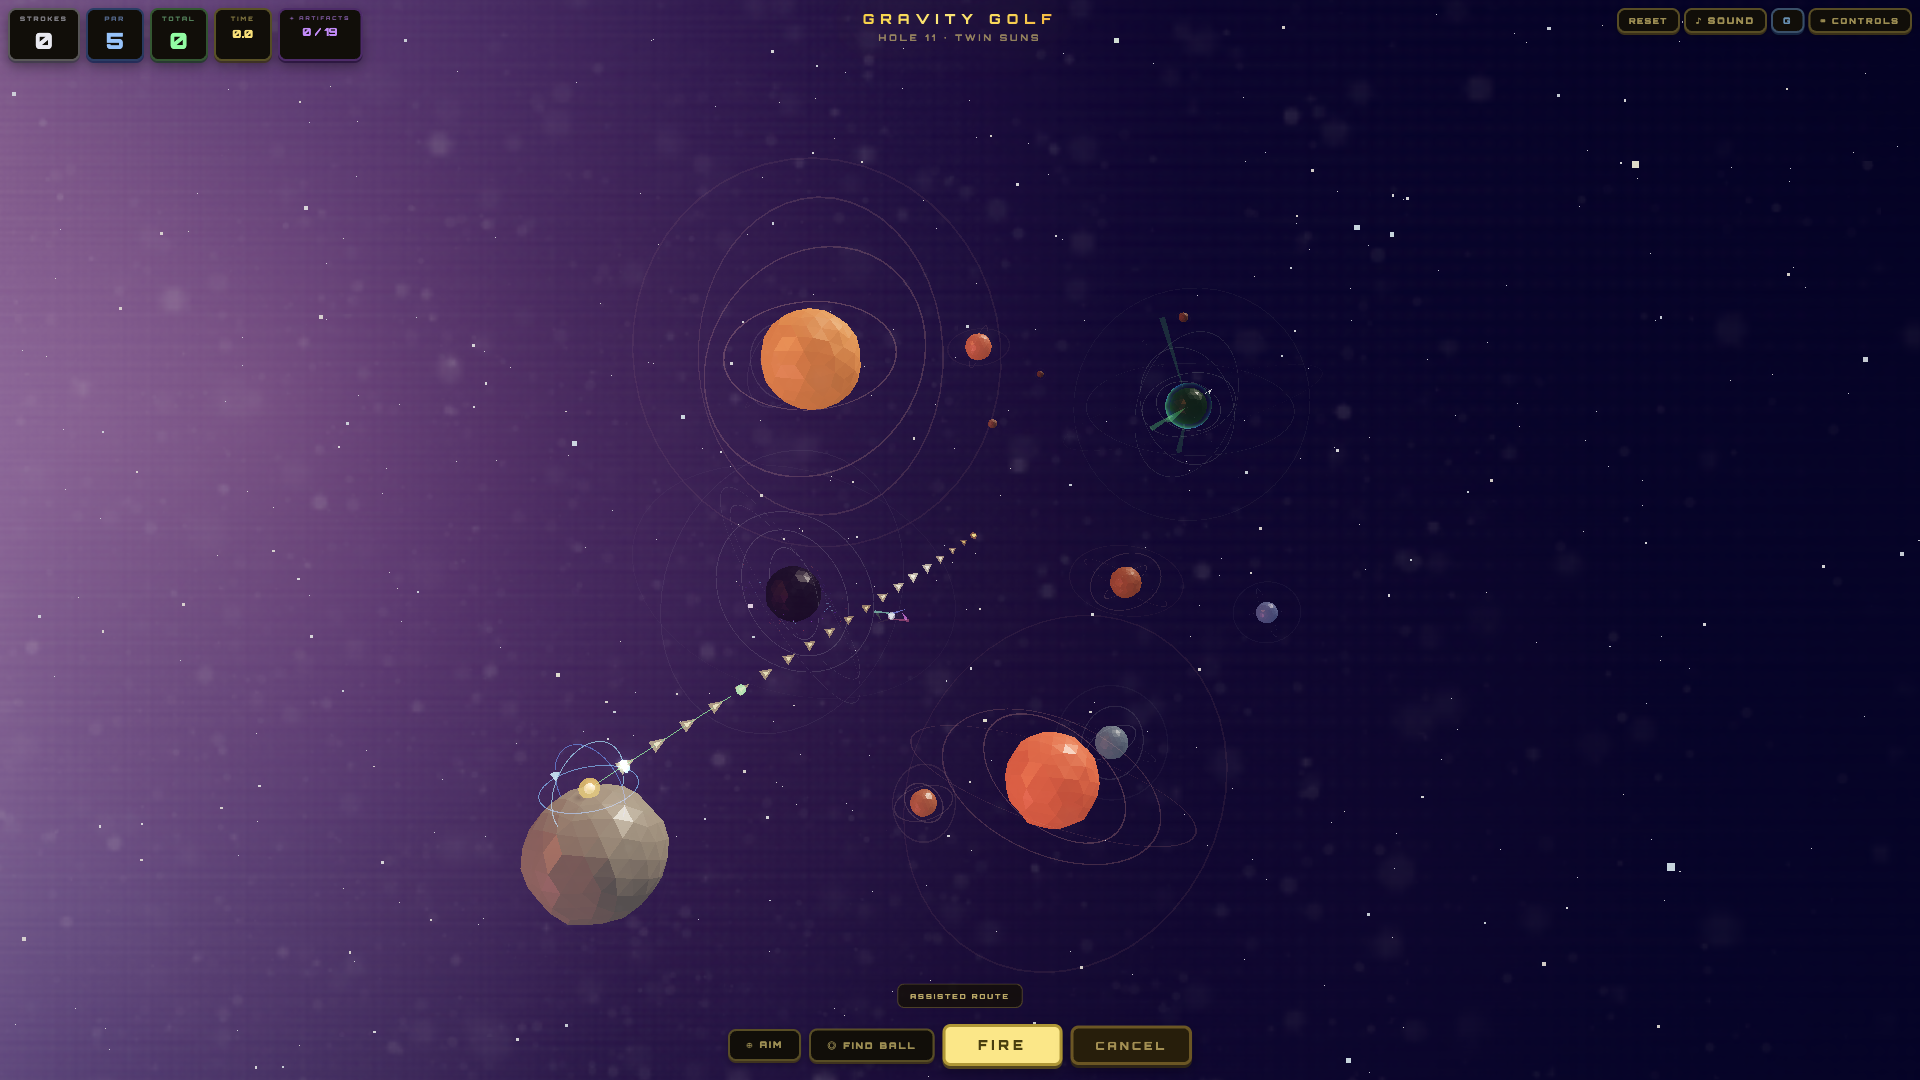 STROKES
0
PAR
5
TOTAL
0
TIME
0.0
+ ARTIFACTS
0 / 19
GRAVITY GOLF
HOLE 11 · TWIN SUNS
RESET
♪ SOUND
G
CONTROLS
ASSISTED ROUTE
AIM
FIND BALL
FIRE
CANCEL